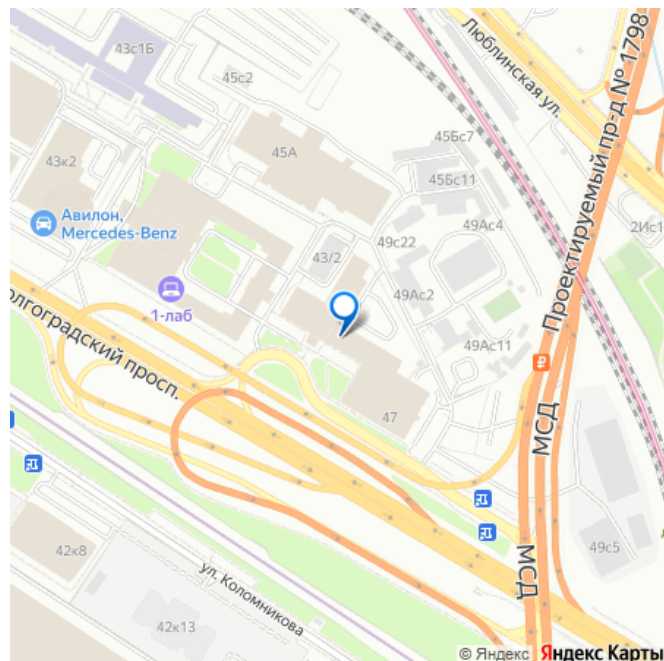 43с1Б
45с2
Люблинская ул.
Проектируемый пр-д № 1798
45Бс7
45А
43к2
45Бс11
Авилон,
Mercedes-Benz
49Ас4
2Ис1
49с22
43/2
1-лаб
49Ас2
олгоградский просп.
49Ас11
47
МСД
МСД
49с5
42к8
ул. Коломникова
42к13
© Яндекс Яндекс Карты